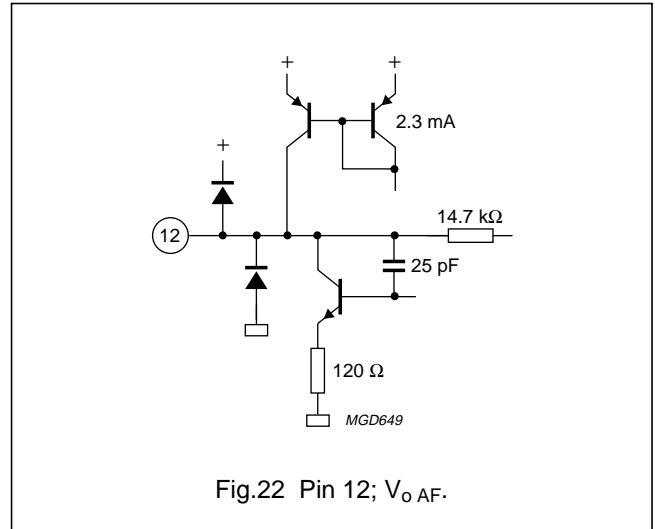 +
+
2.3 mA
+
14.7 kΩ
12
25 pF
120 Ω
MGD649
Fig.22 Pin 12; Vo AF.